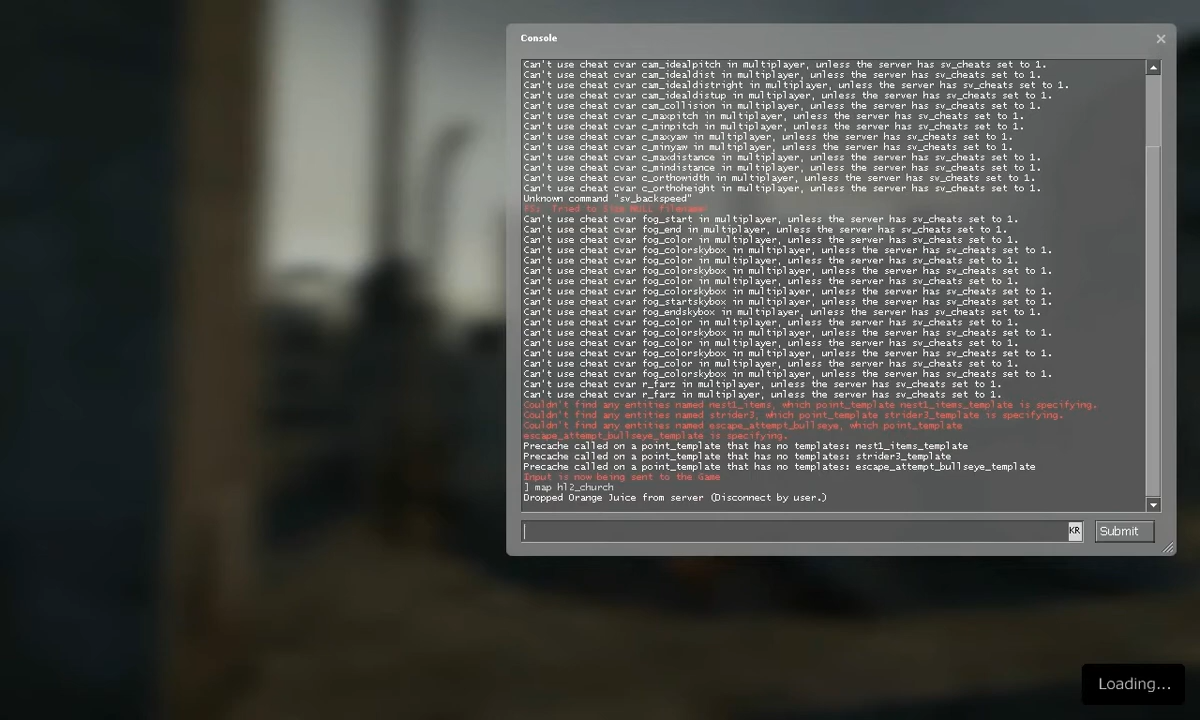 Console
Can't use cheat cvar cam_idealpitch in multiplayer, unless the server has sv_cheats set to 1.
Can't use cheat cvar cam_idealdist in multiplayer, unless the server has sv_cheats set to 1.
Can't use cheat cvar cam_idealdistright in multiplayer, unless the server has sv_cheats set to 1.
Can't use cheat cvar cam_idealdistup in multiplayer, unless the server has sv_cheats set to 1.
Can't use cheat cvar cam_collision in multiplayer, unless the server has sv_cheats set to 1.
Can't use cheat cvar c_maxpitch in multiplayer, unless the server has sv_cheats set to 1.
Can't use cheat cvar c_minpitch in multiplayer, unless the server has sv_cheats set to 1.
Can't use cheat cvar c_maxyaw in multiplayer, unless the server has sv_cheats set to 1.
Can't use cheat cvar c_minyaw in multiplayer, unless the server has sv_cheats set to 1.
Can't use cheat cvar c_maxdistance in multiplayer, unless the server has sv_cheats set to 1.
Can't use cheat cvar c_mindistance in multiplayer, unless the server has sv_cheats set to 1.
Can't use cheat cvar c_orthowidth in multiplayer, unless the server has sv_cheats set to 1.
Can't use cheat cvar c_orthoheight in multiplayer, unless the server has sv_cheats set to 1.
Unknown command "sv_backspeed"
FS: Tried to Size NULL filename!
Can't use cheat cvar fog_start in multiplayer, unless the server has sv_cheats set to 1.
Can't use cheat cvar fog_end in multiplayer, unless the server has sv_cheats set to 1.
Can't use cheat cvar fog_color in multiplayer, unless the server has sv_cheats set to 1.
Can't use cheat cvar fog_colorskybox in multiplayer, unless the server has sv_cheats set to 1.
Can't use cheat cvar fog_color in multiplayer, unless the server has sv_cheats set to 1.
Can't use cheat cvar fog_colorskybox in multiplayer, unless the server has sv_cheats set to 1.
Can't use cheat cvar fog_color in multiplayer, unless the server has sv_cheats set to 1.
Can't use cheat cvar fog_colorskybox in multiplayer, unless the server has sv_cheats set to 1.
Can't use cheat cvar fog_startskybox in multiplayer, unless the server has sv_cheats set to 1.
Can't use cheat cvar fog_endskybox in multiplayer, unless the server has sv_cheats set to 1.
Can't use cheat cvar fog_color in multiplayer, unless the server has sv_cheats set to 1.
Can't use cheat cvar fog_colorskybox in multiplayer, unless the server has sv_cheats set to 1.
Can't use cheat cvar fog_color in multiplayer, unless the server has sv_cheats set to 1.
Can't use cheat cvar fog_colorskybox in multiplayer, unless the server has sv_cheats set to 1.
Can't use cheat cvar fog_color in multiplayer, unless the server has sv_cheats set to 1.
Can't use cheat cvar fog_colorskybox in multiplayer, unless the server has sv_cheats set to 1.
Can't use cheat cvar r_farz in multiplayer, unless the server has sv_cheats set to 1.
Can't use cheat cvar r_farz in multiplayer, unless the server has sv_cheats set to 1.
Couldn't find any entities named nest1_items, which point_template nest1_items_template is specifying.
Couldn't find any entities named strider3, which point_template strider3_template is specifying.
Couldn't find any entities named escape_attempt_bullseye, which point_template
escape_attempt_bullseye_template is specifying.
Precache called on a point_template that has no templates: nest1_items_template
Precache called on a point_template that has no templates: strider3_template
Precache called on a point_template that has no templates: escape_attempt_bullseye_template
Input is now being sent to the Game
] map hl2_church
Dropped Orange Juice from server (Disconnect by user.)
KR
Submit
Loading...